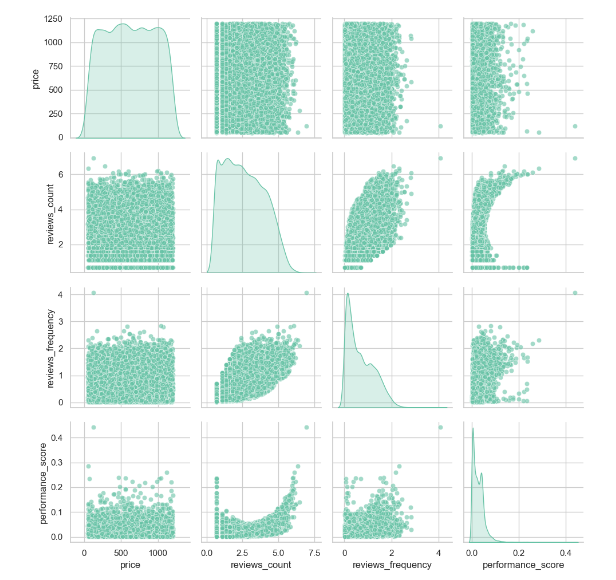 1250
1000
750
500
250
0
price
6
4
2
reviews_count
4
3
2
1
0
reviews_frequency
0.4
0.3
0.2
0.1
0.0
performance_score
0 500 1000
price
0.0 2.5 5.0 7.5
reviews_count
0 2 4
reviews_frequency
0.0 0.2 0.4
performance_score